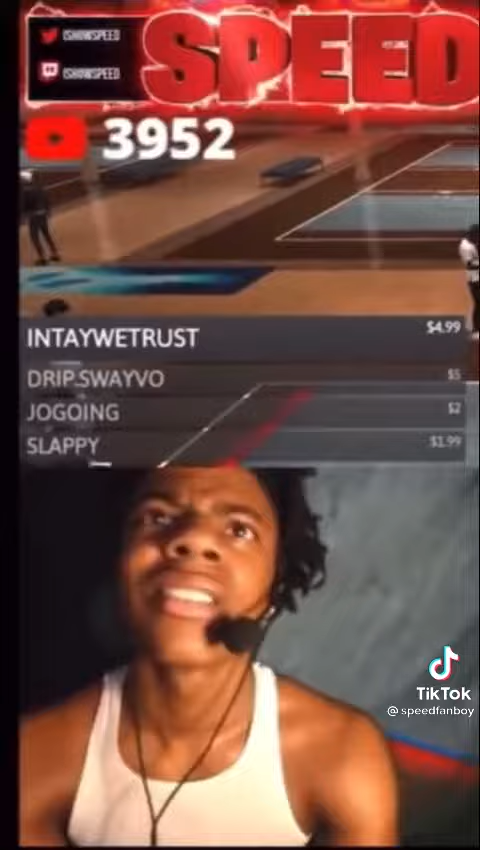 ISHOWSPEED
SPEED
ISHOWSPEED
3952
INTAYWETRUST $4.99
DRIP.SWAYVO $5
JOGOING $2
SLAPPY $1.99
TikTok
@speedfanboy